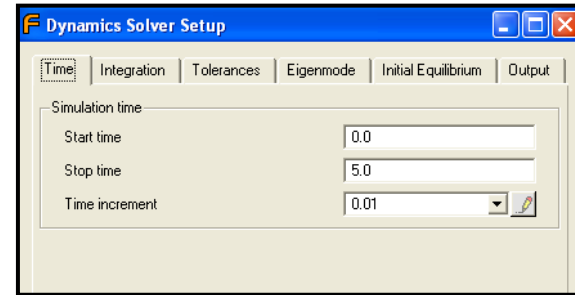 Dynamics Solver Setup
Time Integration Tolerances Eigenmode Initial Equilibrium Output
Simulation time
Start time 0.0
Stop time 5.0
Time increment 0.01